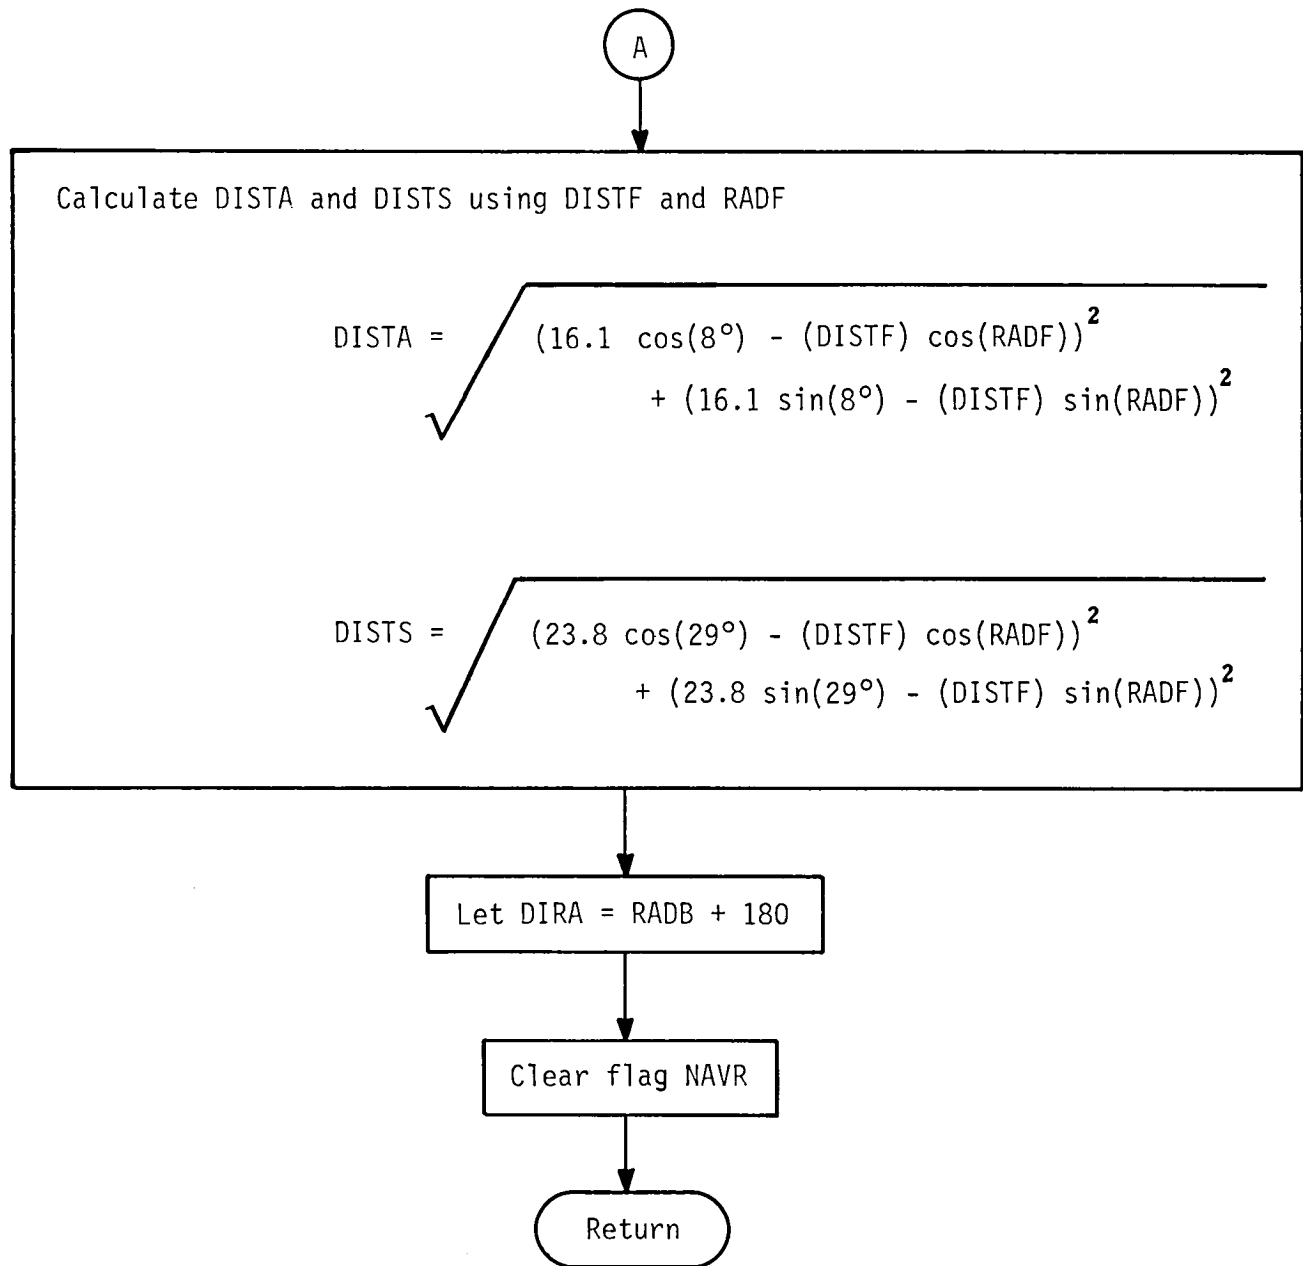 A
Calculate DISTA and DISTS using DISTF and RADF
DISTA = √(16.1 cos(8°) - (DISTF) cos(RADF))²
+ (16.1 sin(8°) - (DISTF) sin(RADF))²
DISTS = √(23.8 cos(29°) - (DISTF) cos(RADF))²
+ (23.8 sin(29°) - (DISTF) sin(RADF))²
Let DIRA = RADB + 180
Clear flag NAVR
Return